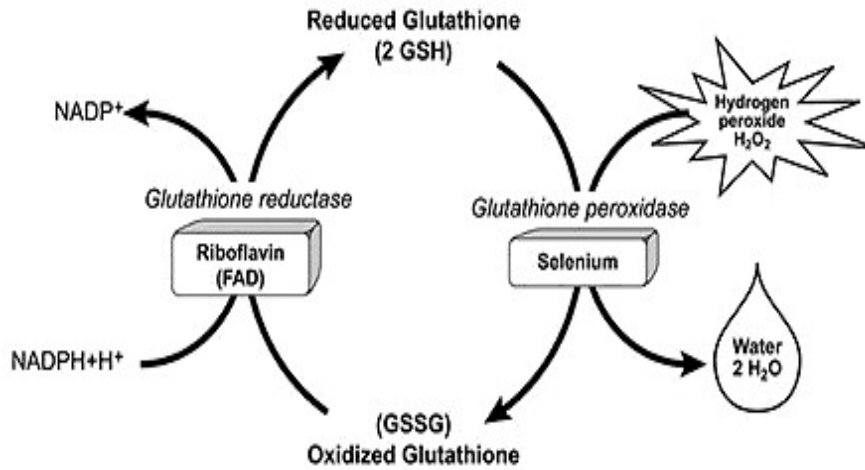 Reduced Glutathione
(2 GSH)
NADP⁺
Hydrogen
peroxide
H₂O₂
Glutathione reductase
Glutathione peroxidase
Riboflavin
(FAD)
Selenium
NADPH+H⁺
Water
2 H₂O
(GSSG)
Oxidized Glutathione